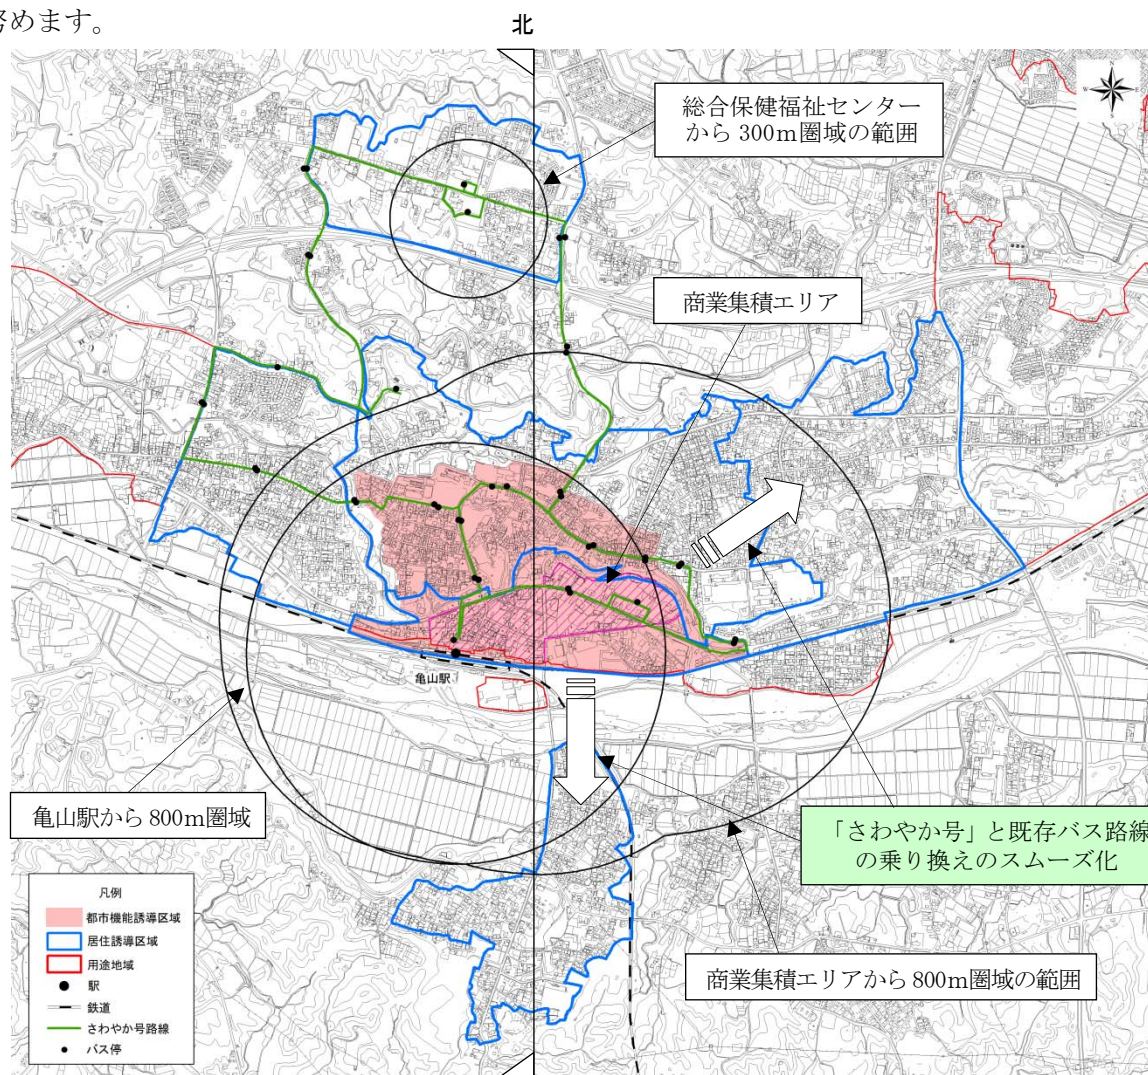 努めます。
北
総合保健福祉センター
から 300m圏域の範囲
商業集積エリア
亀山駅
亀山駅から 800m圏域
「さわやか号」と既存バス路線
の乗り換えのスムーズ化
商業集積エリアから 800m圏域の範囲
凡例
都市機能誘導区域
居住誘導区域
用途地域
駅
鉄道
さわやか号路線
バス停